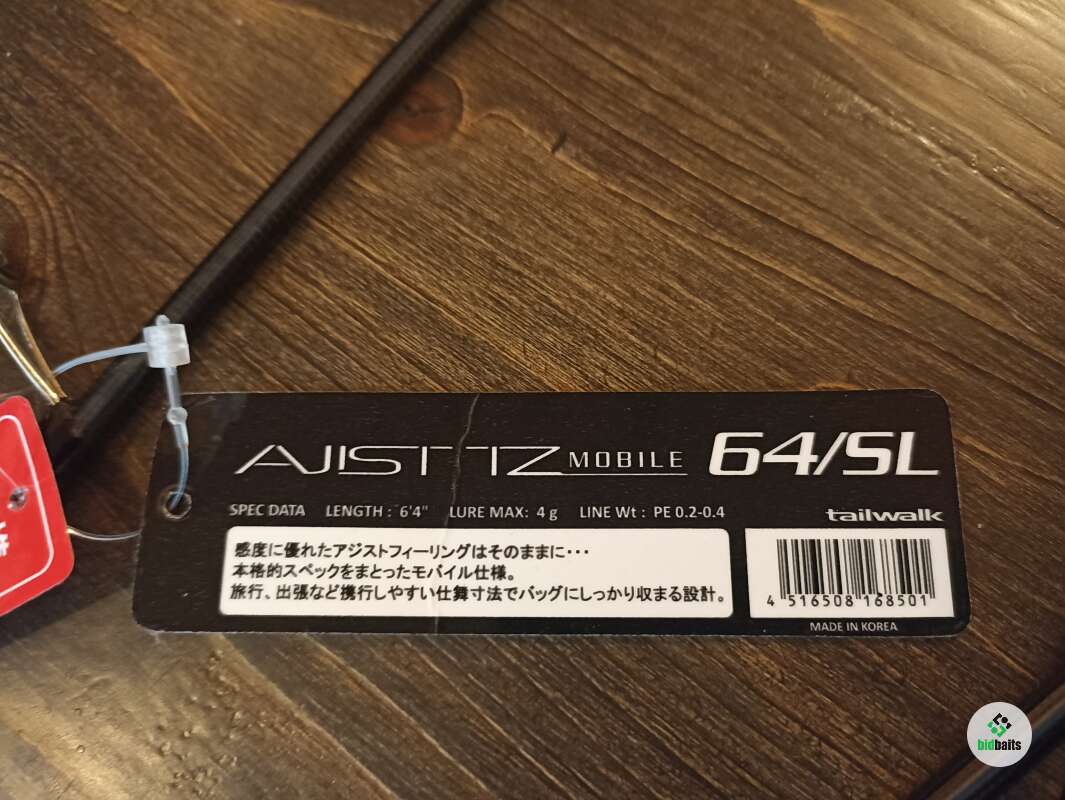 AJIST TZ MOBILE 64/SL
SPEC DATA LENGTH : 6'4" LURE MAX: 4 g LINE Wt : PE 0.2-0.4
tailwalk
感度に優れたアジストフィーリングはそのままに・・・
本格的スペックをまとったモバイル仕様。
旅行、出張など携行しやすい仕舞寸法でバッグにしっかり収まる設計。
4 516508 168501
MADE IN KOREA
bidbaits